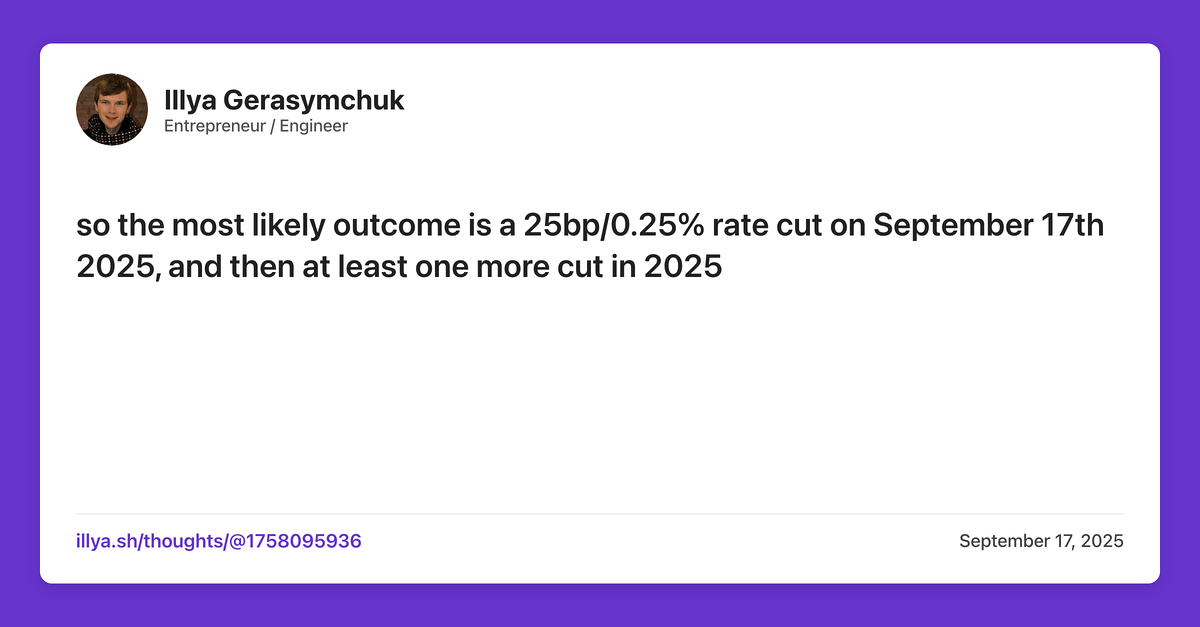 Illya Gerasymchuk
Entrepreneur / Engineer
so the most likely outcome is a 25bp/0.25% rate cut on September 17th
2025, and then at least one more cut in 2025
illya.sh/thoughts/@1758095936
September 17, 2025